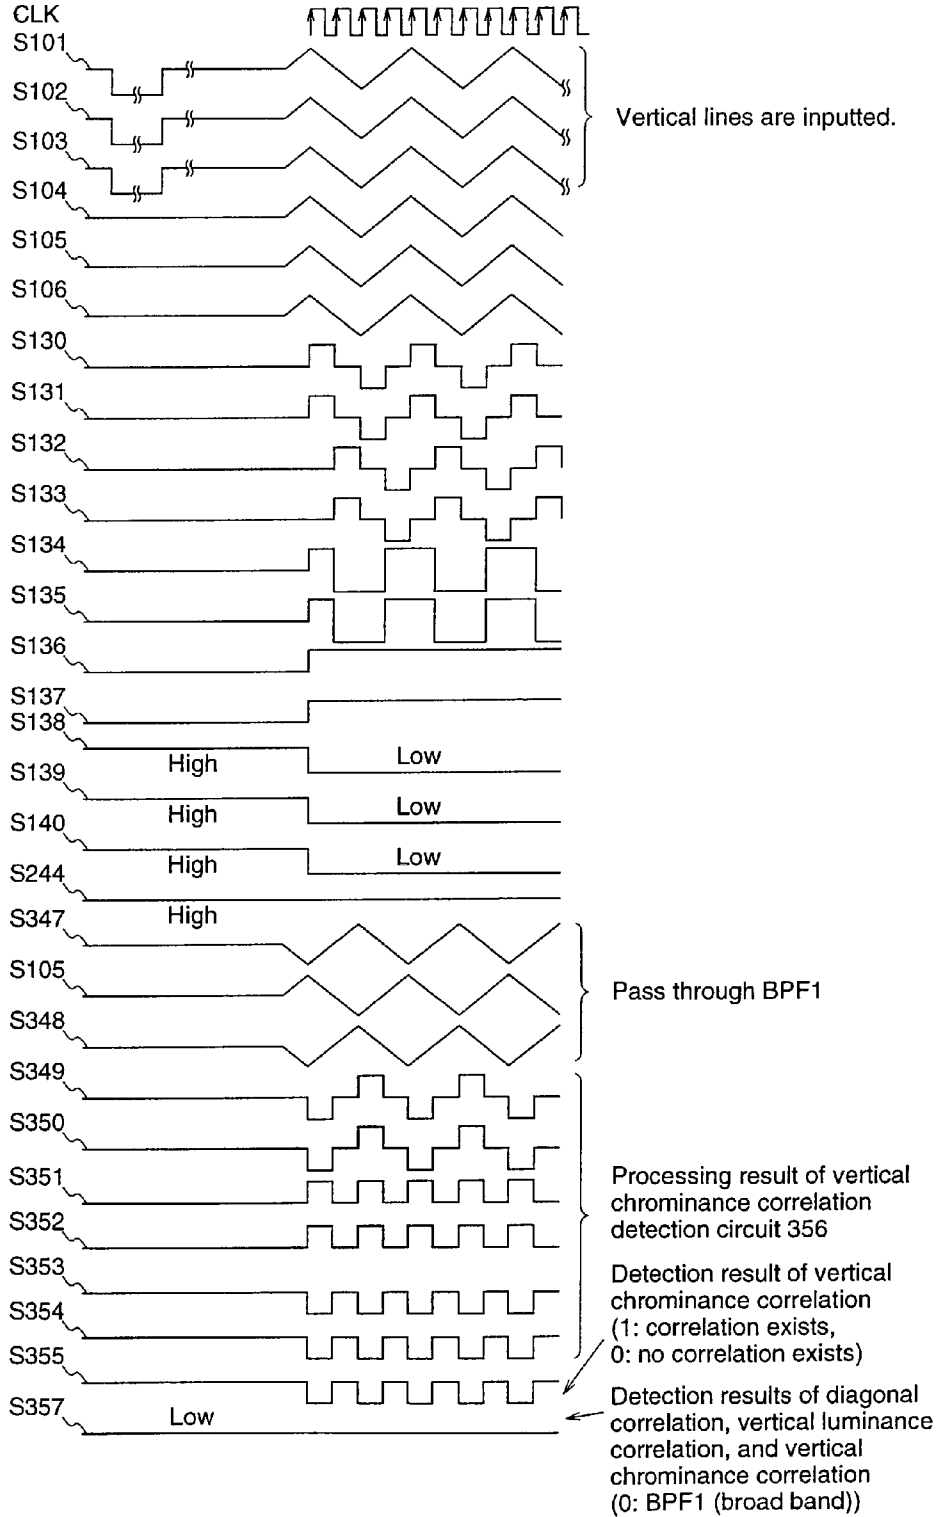 CLK
S101
S102
Vertical lines are inputted.
S103
S104
S105
S106
S130
S131
S132
S133
S134
S135
S136
S137
S138
High Low
S139
High Low
S140
High Low
S244
High
S347
S105
Pass through BPF1
S348
S349
S350
S351
Processing result of vertical
chrominance correlation
detection circuit 356
S352
S353
Detection result of vertical
chrominance correlation
(1: correlation exists,
0: no correlation exists)
S354
S355
S357
Low
Detection results of diagonal
correlation, vertical luminance
correlation, and vertical
chrominance correlation
(0: BPF1 (broad band))